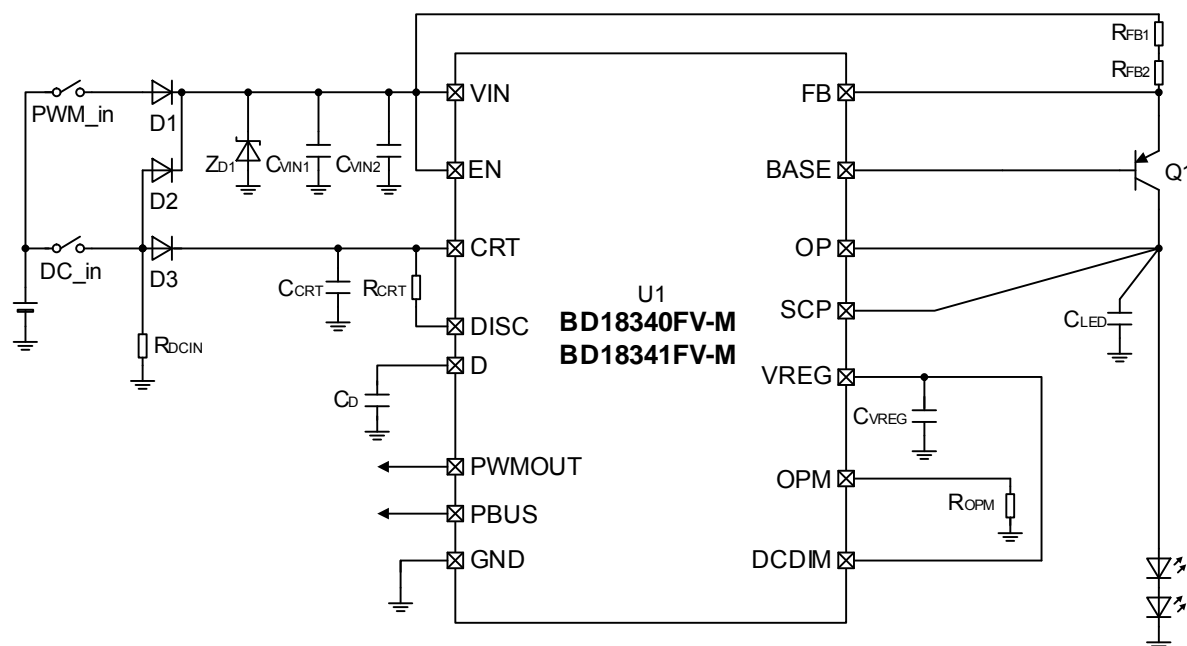 RFB1
RFB2
PWM_in
D1
D2
DC_in
D3
RDCIN
ZD1
CVIN1
CVIN2
CCRT
RCRT
CD
VIN
EN
CRT
DISC
D
PWMOUT
PBUS
GND
U1
BD18340FV-M
BD18341FV-M
FB
BASE
OP
SCP
VREG
OPM
DCDIM
Q1
CLED
CVREG
ROPM